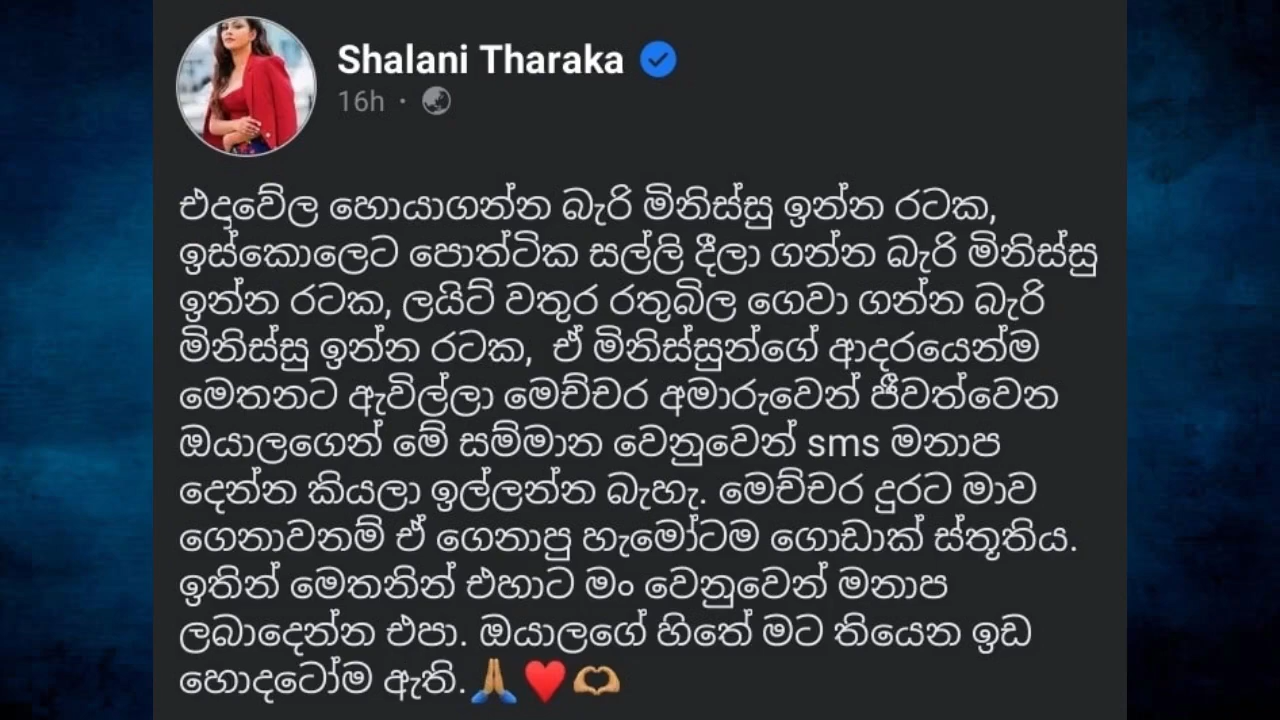 Shalani Tharaka
16h ·
එදාවේල හොයාගන්න බැරි මිනිස්සු ඉන්න රටක,
ඉස්කොලෙට පොත්ටික සල්ලි දීලා ගන්න බැරි මිනිස්සු
ඉන්න රටක, ලයිට් වතුර රතුබිල ගෙවා ගන්න බැරි
මිනිස්සු ඉන්න රටක, ඒ මිනිස්සුන්ගේ ආදරයෙන්ම
මෙතනට ඇවිල්ලා මෙච්චර අමාරුවෙන් ජීවත්වෙන
ඔයාලගෙන් මේ සම්මාන වෙනුවෙන් sms මනාප
දෙන්න කියලා ඉල්ලන්න බැහැ. මෙච්චර දුරට මාව
ගෙනාවනම් ඒ ගෙනාපු හැමෝටම ගොඩාක් ස්තූතියි.
ඉතින් මෙතනින් එහාට මං වෙනුවෙන් මනාප
ලබාදෙන්න එපා. ඔයාලගේ හිතේ මට තියෙන ඉඩ
හොදටෝම ඇති.🙏❤️🫶